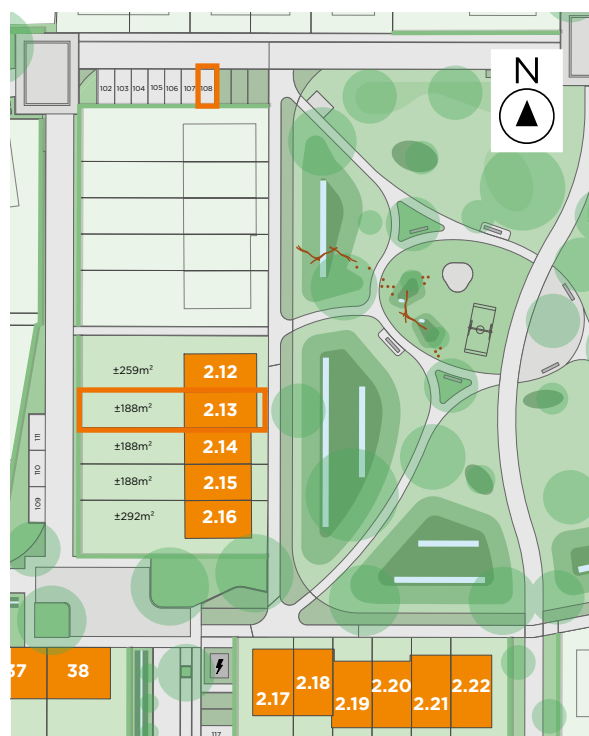 N
102 103 104 105 106 107 108
±259m² 2.12
±188m² 2.13
±188m² 2.14
±188m² 2.15
±292m² 2.16
111
110
109
37 38
2.17 2.18 2.19 2.20 2.21 2.22
117